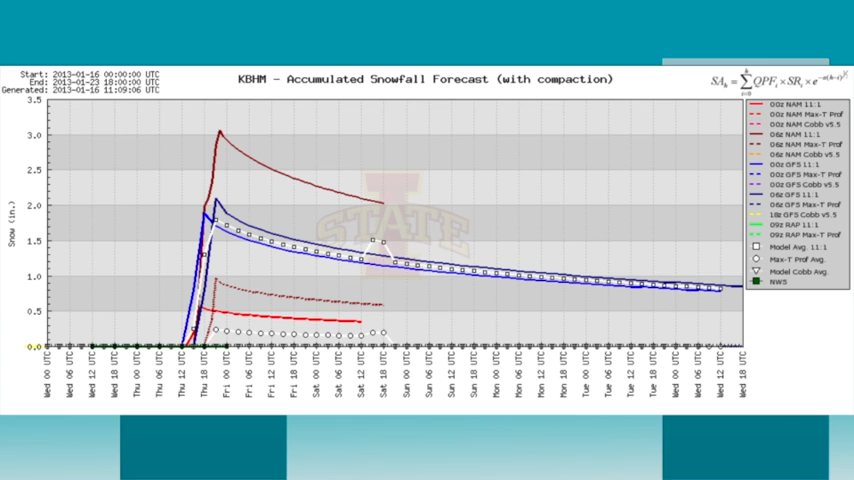 Start: 2013-01-16 00:00:00 UTC
End: 2013-01-23 18:00:00 UTC
Generated: 2013-01-16 11:09:06 UTC
KBHM - Accumulated Snowfall Forecast (with compaction)
3.5
3.0
2.5
2.0
1.5
1.0
0.5
0.0
Snow (in.)
STATE
Wed 00 UTC
Wed 06 UTC
Wed 12 UTC
Wed 18 UTC
Thu 00 UTC
Thu 06 UTC
Thu 12 UTC
Thu 18 UTC
Fri 00 UTC
Fri 06 UTC
Fri 12 UTC
Fri 18 UTC
Sat 00 UTC
Sat 06 UTC
Sat 12 UTC
Sat 18 UTC
Sun 00 UTC
Sun 06 UTC
Sun 12 UTC
Sun 18 UTC
Mon 00 UTC
Mon 06 UTC
Mon 12 UTC
Mon 18 UTC
Tue 00 UTC
Tue 06 UTC
Tue 12 UTC
Tue 18 UTC
Wed 00 UTC
Wed 06 UTC
Wed 12 UTC
Wed 18 UTC
00z NAM 11:1
00z NAM Max-T Prof
00z NAM Cobb v5.5
06z NAM 11:1
06z NAM Max-T Prof
06z NAM Cobb v5.5
00z GFS 11:1
00z GFS Max-T Prof
00z GFS Cobb v5.5
06z GFS 11:1
06z GFS Max-T Prof
18z GFS Cobb v5.5
09z RAP 11:1
09z RAP Max-T Prof
Model Avg. 11:1
Max-T Prof Avg.
Model Cobb Avg.
NWS